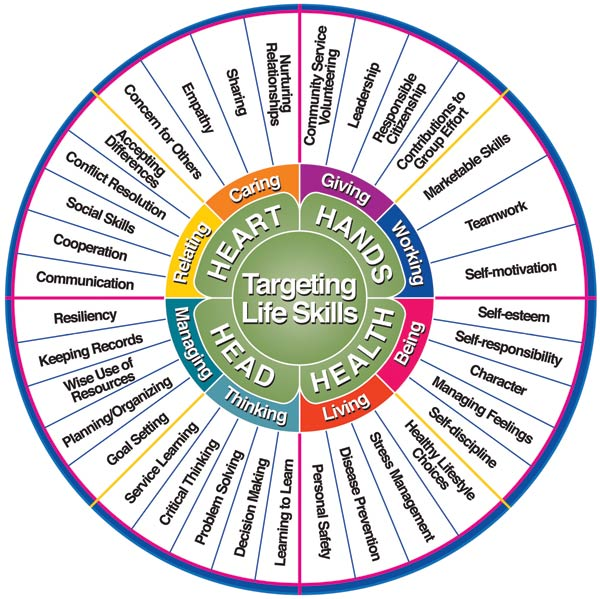 Targeting
Life Skills
HEART
HANDS
HEALTH
HEAD
Caring
Giving
Working
Being
Living
Thinking
Managing
Relating
Nurturing
Relationships
Sharing
Empathy
Concern for Others
Community Service
Volunteering
Leadership
Responsible
Citizenship
Contributions to
Group Effort
Marketable Skills
Teamwork
Self-motivation
Self-esteem
Self-responsibility
Character
Managing Feelings
Self-discipline
Healthy Lifestyle
Choices
Stress Management
Disease Prevention
Personal Safety
Learning to Learn
Decision Making
Problem Solving
Critical Thinking
Service Learning
Goal Setting
Planning/Organizing
Wise Use of
Resources
Keeping Records
Resiliency
Communication
Cooperation
Social Skills
Conflict Resolution
Accepting
Differences